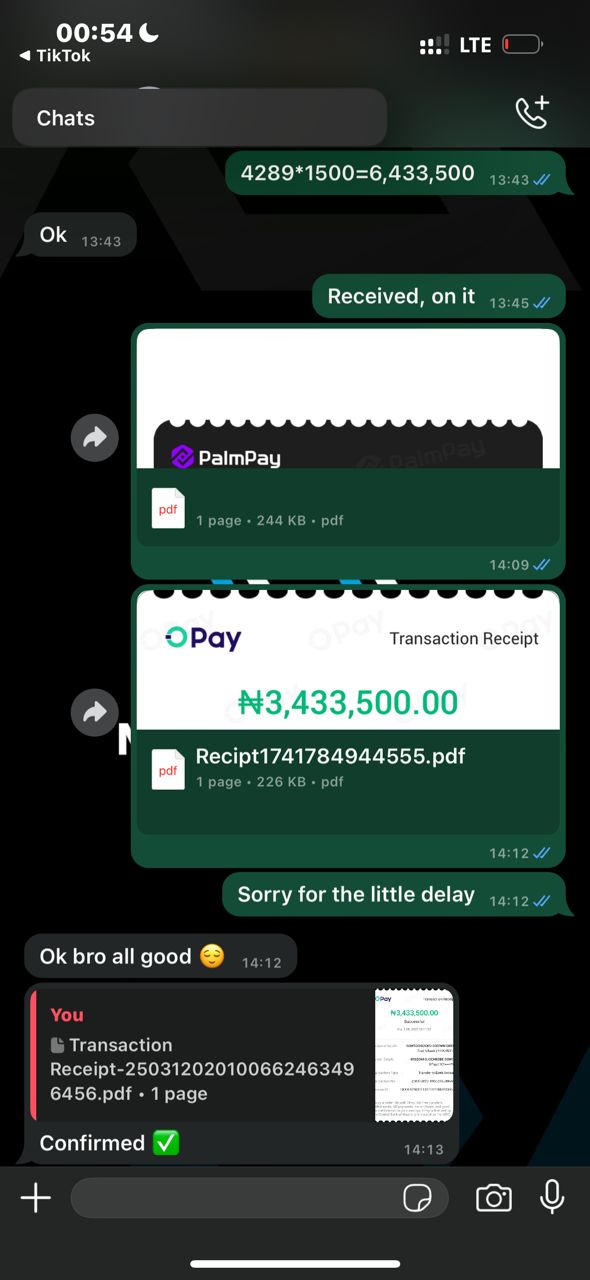 00:54
TikTok
LTE
Chats
4289*1500=6,433,500 13:43
Ok 13:43
Received, on it 13:45
PalmPay
PalmPay
pdf
1 page • 244 KB • pdf
14:09
OPay
Transaction Receipt
₦3,433,500.00
pdf
Recipt1741784944555.pdf
1 page • 226 KB • pdf
14:12
Sorry for the little delay 14:12
Ok bro all good 😌 14:12
You
Transaction
Receipt-25031202010066246349
6456.pdf • 1 page
OPay
₦3,433,500.00
Successful
Confirmed ✅ 14:13